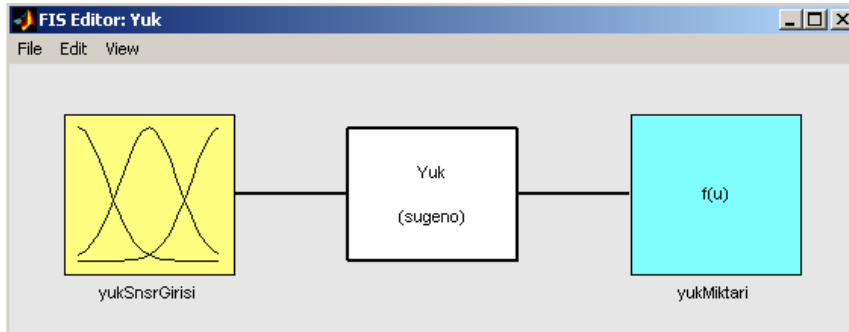 FIS Editor: Yuk
File Edit View
Yuk
(sugeno)
f(u)
yukSnsrGirisi
yukMiktari